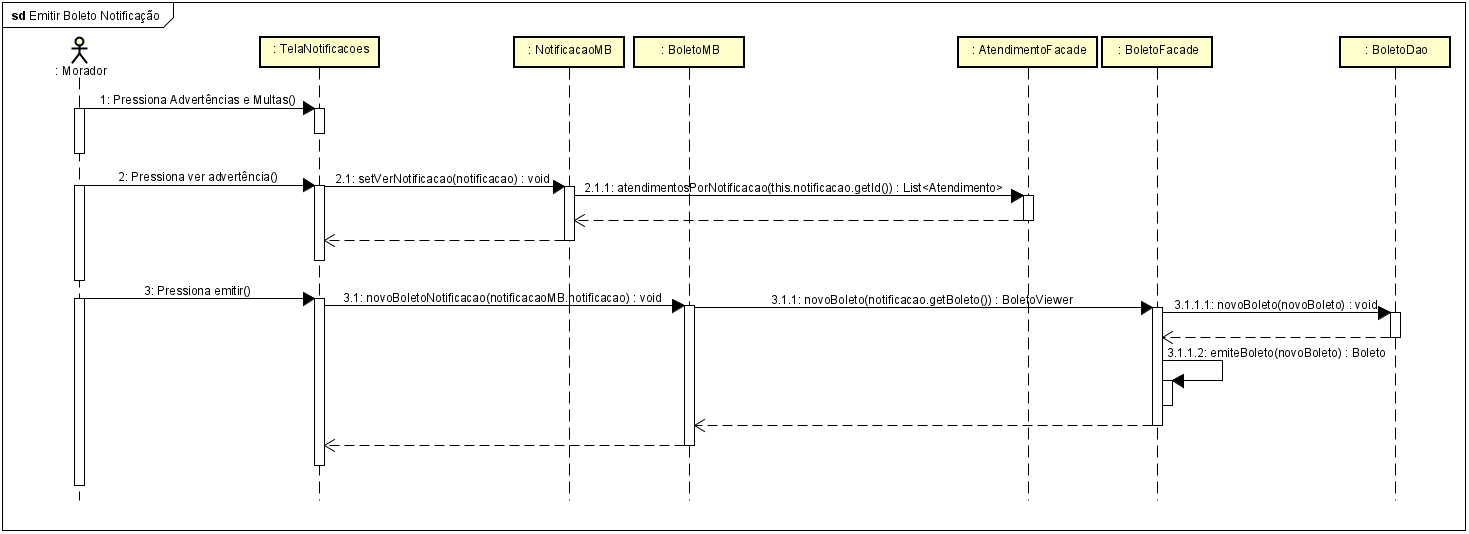 sd Emitir Boleto Notificação
: Morador
: TelaNotificacoes
: NotificacaoMB
: BoletoMB
: AtendimentoFacade
: BoletoFacade
: BoletoDao
1: Pressiona Advertências e Multas()
2: Pressiona ver advertência()
2.1: setVerNotificacao(notificacao) : void
2.1.1: atendimentosPorNotificacao(this.notificacao.getId()) : List<Atendimento>
3: Pressiona emitir()
3.1: novoBoletoNotificacao(notificacaoMB.notificacao) : void
3.1.1: novoBoleto(notificacao.getBoleto()) : BoletoViewer
3.1.1.1: novoBoleto(novoBoleto) : void
3.1.1.2: emiteBoleto(novoBoleto) : Boleto